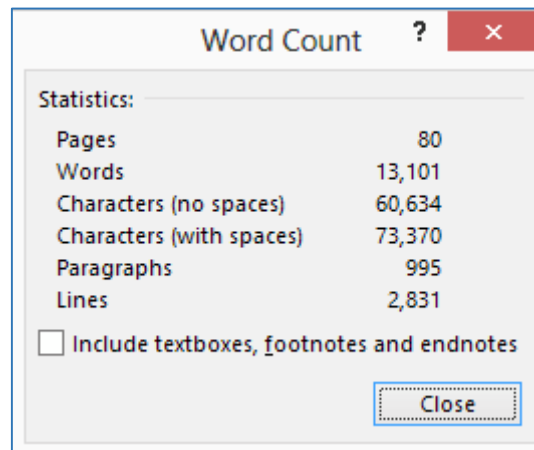 Word Count ? ×
Statistics:
Pages 80
Words 13,101
Characters (no spaces) 60,634
Characters (with spaces) 73,370
Paragraphs 995
Lines 2,831
Include textboxes, footnotes and endnotes
Close